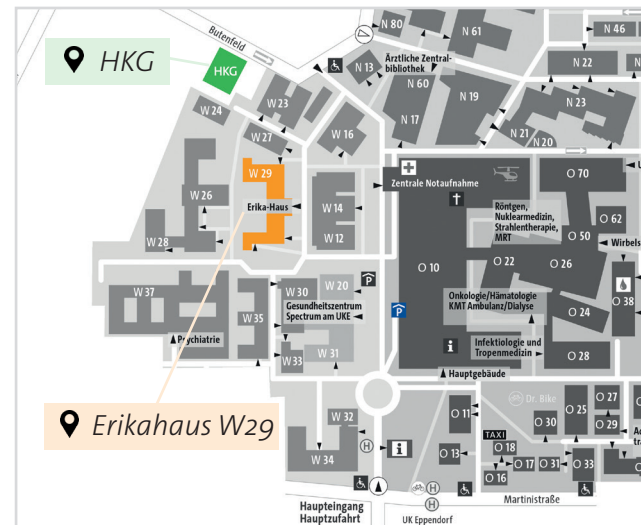 HKG
Erikahaus W29
Butenfeld
HKG
W 24
W 23
W 27
W 16
W 29
W 26
Erika-Haus
W 14
W 12
W 28
W 37
W 35
W 30
W 20
Gesundheitszentrum
Spectrum am UKE
W 33
W 31
Psychiatrie
W 32
W 34
N 80
N 61
N 46
N 13
Ärztliche Zentral-
bibliothek
N 60
N 22
N 19
N 23
N 17
N 21
N 20
Zentrale Notaufnahme
O 70
Röntgen,
Nuklearmedizin,
Strahlentherapie,
MRT
O 62
O 50
Wirbels
O 10
O 22
O 26
O 38
Onkologie/Hämatologie
KMT Ambulanz/Dialyse
O 24
Infektiologie und
Tropenmedizin
O 28
Hauptgebäude
P
P
i
i
Dr. Bike
O 11
O 13
O 25
O 27
O 30
O 29
TAXI
O 18
O 17
O 16
O 31
O 33
H
H
H
Martinistraße
Haupteingang
Hauptzufahrt
UK Eppendorf